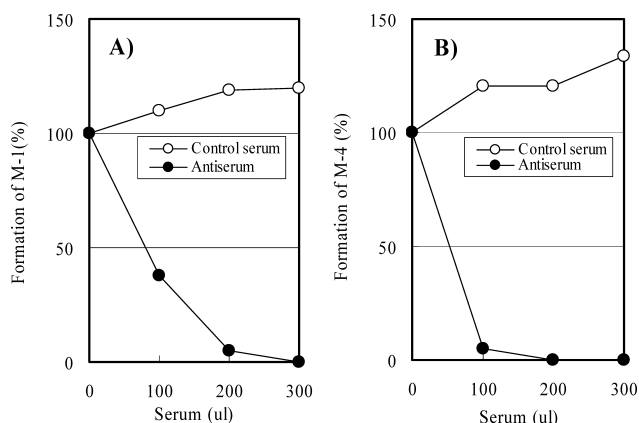 A)
150
100
50
0
Formation of M-1(%)
Control serum
Antiserum
0 100 200 300
Serum (ul)
B)
150
100
50
0
Formation of M-4 (%)
Control serum
Antiserum
0 100 200 300
Serum (ul)